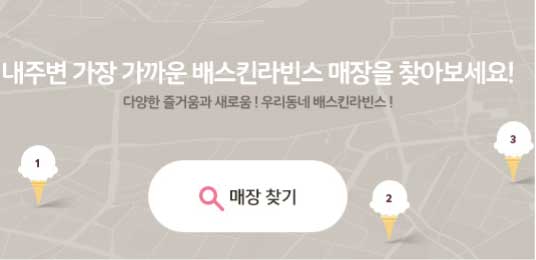 내주변 가장 가까운 배스킨라빈스 매장을 찾아보세요!
다양한 즐거움과 새로움 ! 우리동네 배스킨라빈스 !
3
1
매장 찾기
2